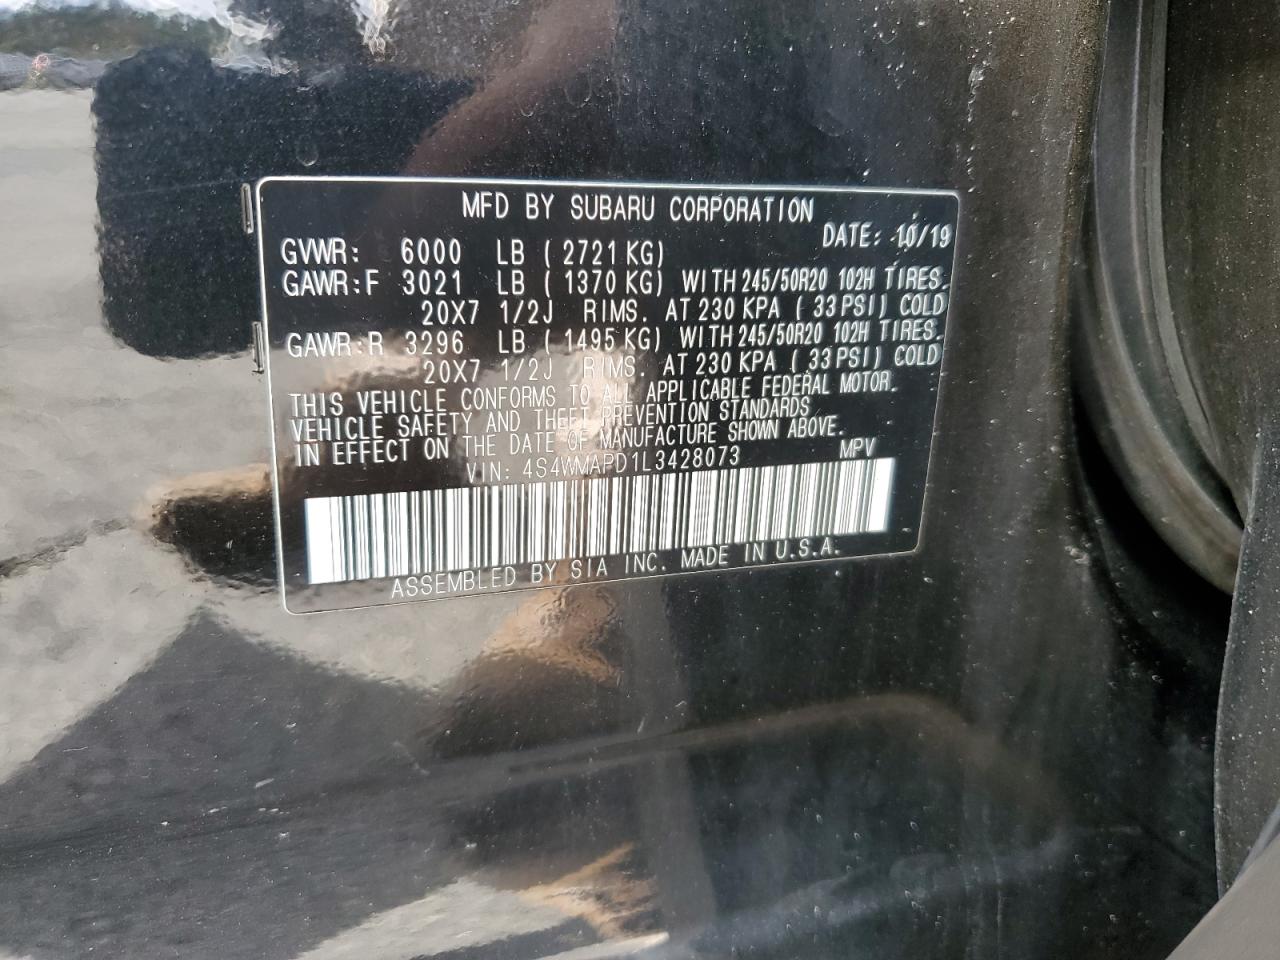 MFD BY SUBARU CORPORATION
DATE: 10/19
GVWR: 6000 LB ( 2721 KG)
GAWR:F 3021 LB ( 1370 KG) WITH 245/50R20 102H TIRES.
20X7 1/2J RIMS. AT 230 KPA ( 33 PSI) COLD
GAWR:R 3296 LB ( 1495 KG) WITH 245/50R20 102H TIRES.
20X7 1/2J RIMS. AT 230 KPA ( 33 PSI) COLD
THIS VEHICLE CONFORMS TO ALL APPLICABLE FEDERAL MOTOR.
VEHICLE SAFETY AND THEFT PREVENTION STANDARDS
IN EFFECT ON THE DATE OF MANUFACTURE SHOWN ABOVE.
VIN: 4S4WMAPD1L3428073 MPV
ASSEMBLED BY SIA INC. MADE IN U.S.A.